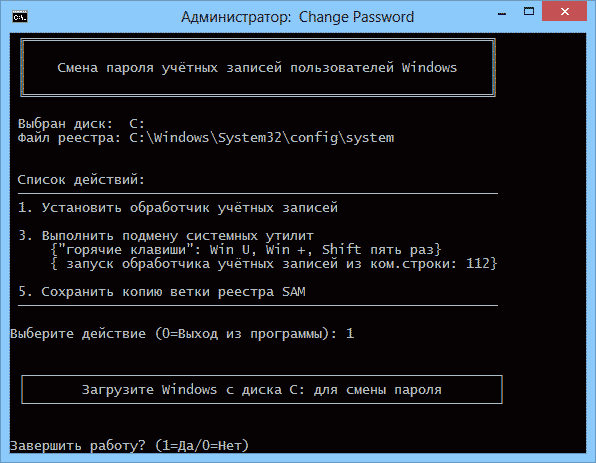 Администратор: Change Password
Смена пароля учётных записей пользователей Windows
Выбран диск: C:
Файл реестра: C:\Windows\System32\config\system
Список действий:
1. Установить обработчик учётных записей
3. Выполнить подмену системных утилит
{"горячие клавиши": Win U, Win +, Shift пять раз}
{ запуск обработчика учётных записей из ком.строки: 112}
5. Сохранить копию ветки реестра SAM
Выберите действие (0=Выход из программы): 1
Загрузите Windows с диска C: для смены пароля
Завершить работу? (1=Да/0=Нет)